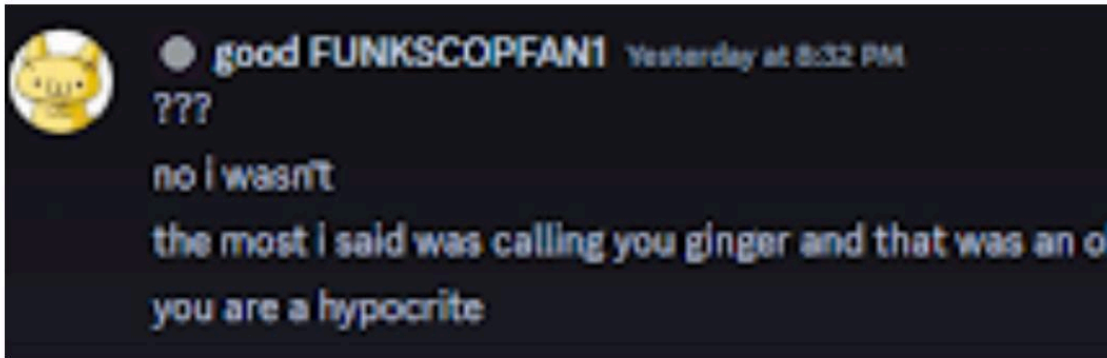 good FUNKSCOPFAN1 Yesterday at 8:32 PM
???
no i wasn't
the most i said was calling you ginger and that was an
you are a hypocrite